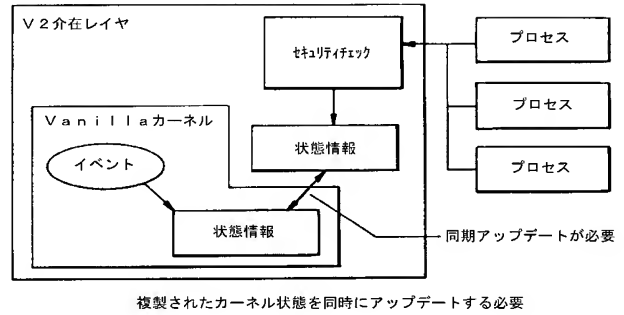 V2介在レイヤ
セキュリティチェック
プロセス
Vanillaカーネル
プロセス
状態情報
イベント
プロセス
状態情報
同期アップデートが必要
複製されたカーネル状態を同時にアップデートする必要